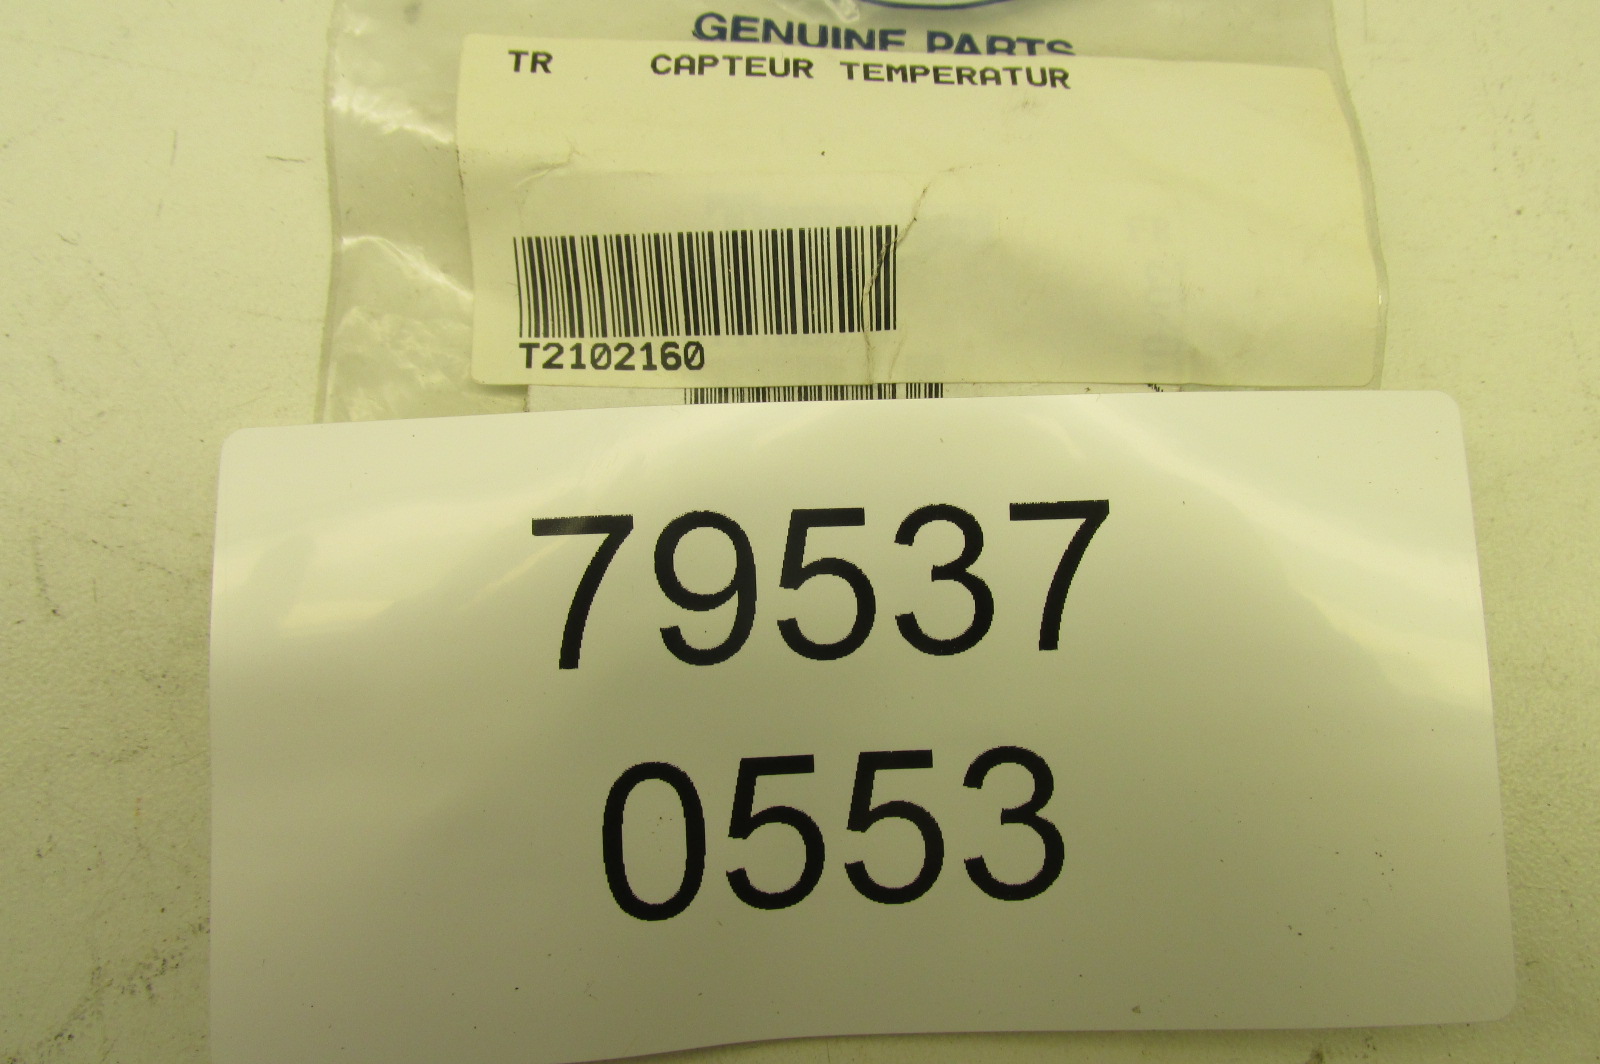 GENUINE PARTS
TR CAPTEUR TEMPERATUR
T2102160
79537
0553